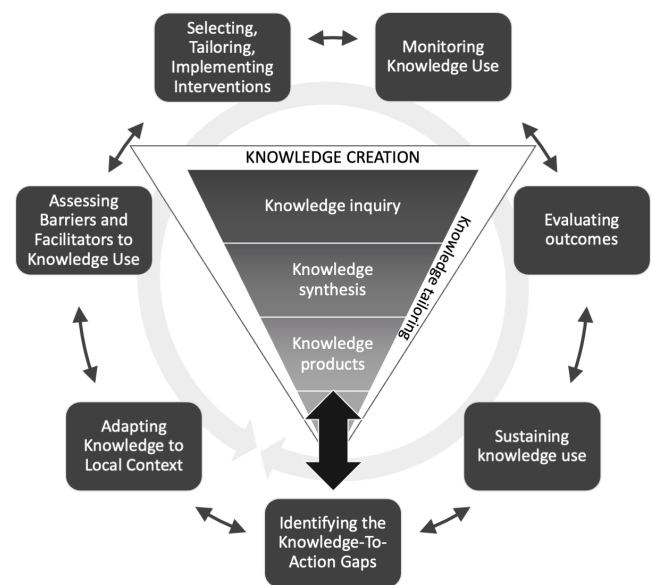 Selecting,
Tailoring,
Implementing
Interventions
Monitoring
Knowledge Use
KNOWLEDGE CREATION
Knowledge inquiry
Knowledge
synthesis
Knowledge
products
Knowledge tailoring
Assessing
Barriers and
Facilitators to
Knowledge Use
Evaluating
outcomes
Adapting
Knowledge to
Local Context
Sustaining
knowledge use
Identifying the
Knowledge-To-
Action Gaps